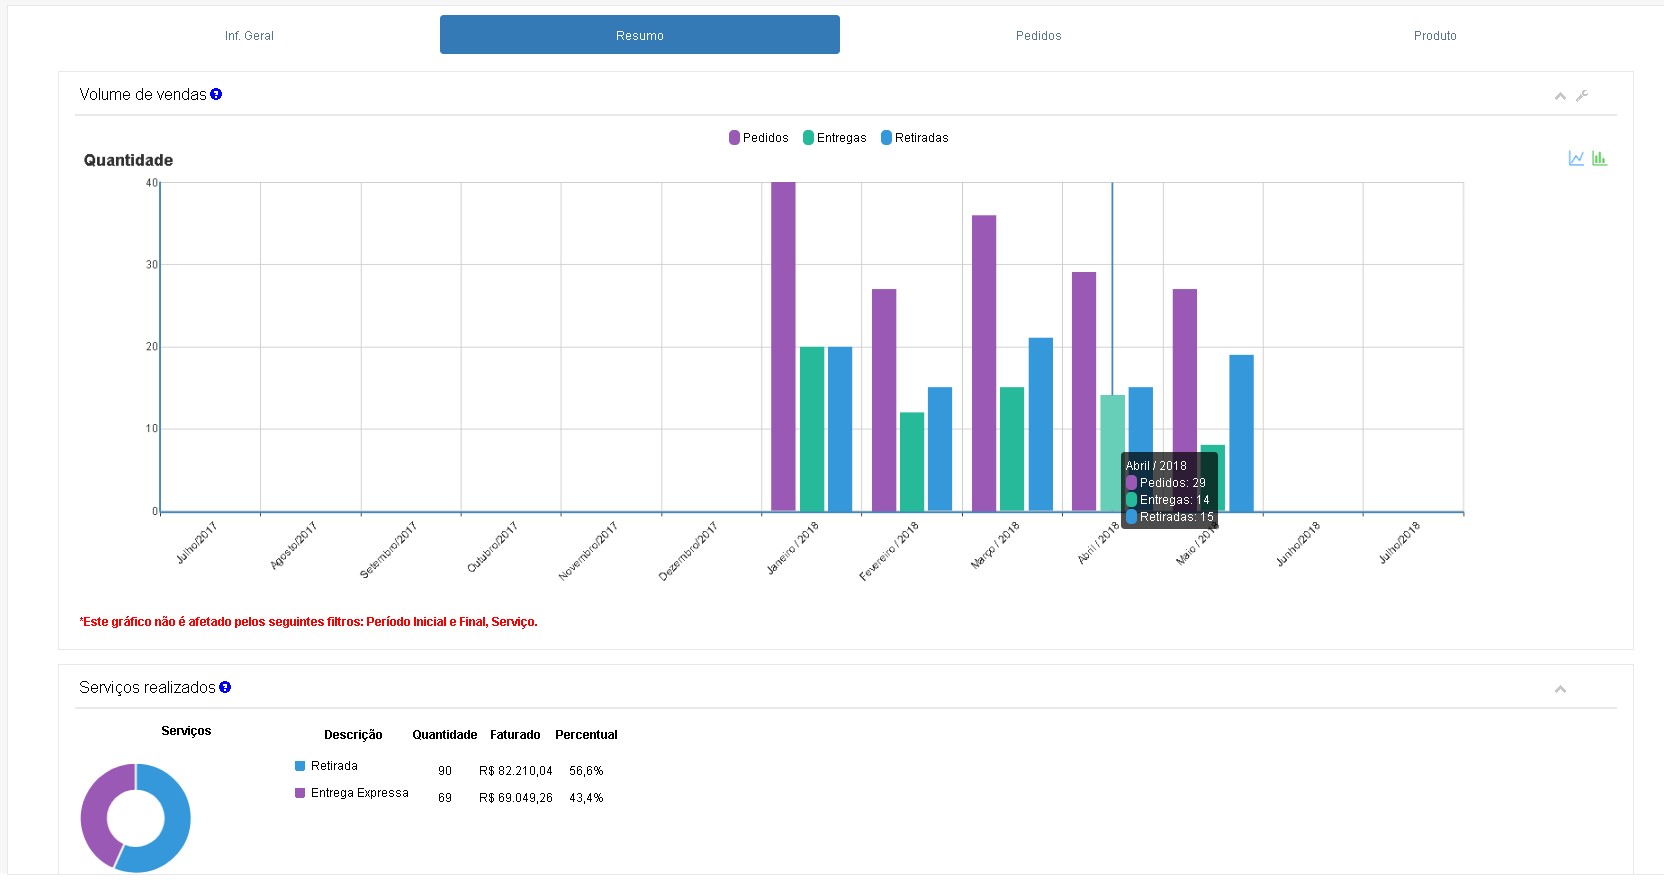 Inf. Geral
Resumo
Pedidos
Produto
Volume de vendas
Pedidos Entregas Retiradas
Quantidade
40
30
20
10
0
Julho/2017
Agosto/2017
Setembro/2017
Outubro/2017
Novembro/2017
Dezembro/2017
Janeiro / 2018
Fevereiro / 2018
Março / 2018
Abril / 2018
Maio / 2018
Junho/2018
Julho/2018
Abril / 2018
Pedidos: 29
Entregas: 14
Retiradas: 15
*Este gráfico não é afetado pelos seguintes filtros: Período Inicial e Final, Serviço.
Serviços realizados
Serviços
Descrição Quantidade Faturado Percentual
Retirada 90 R$ 82.210,04 56,6%
Entrega Expressa 69 R$ 69.049,26 43,4%